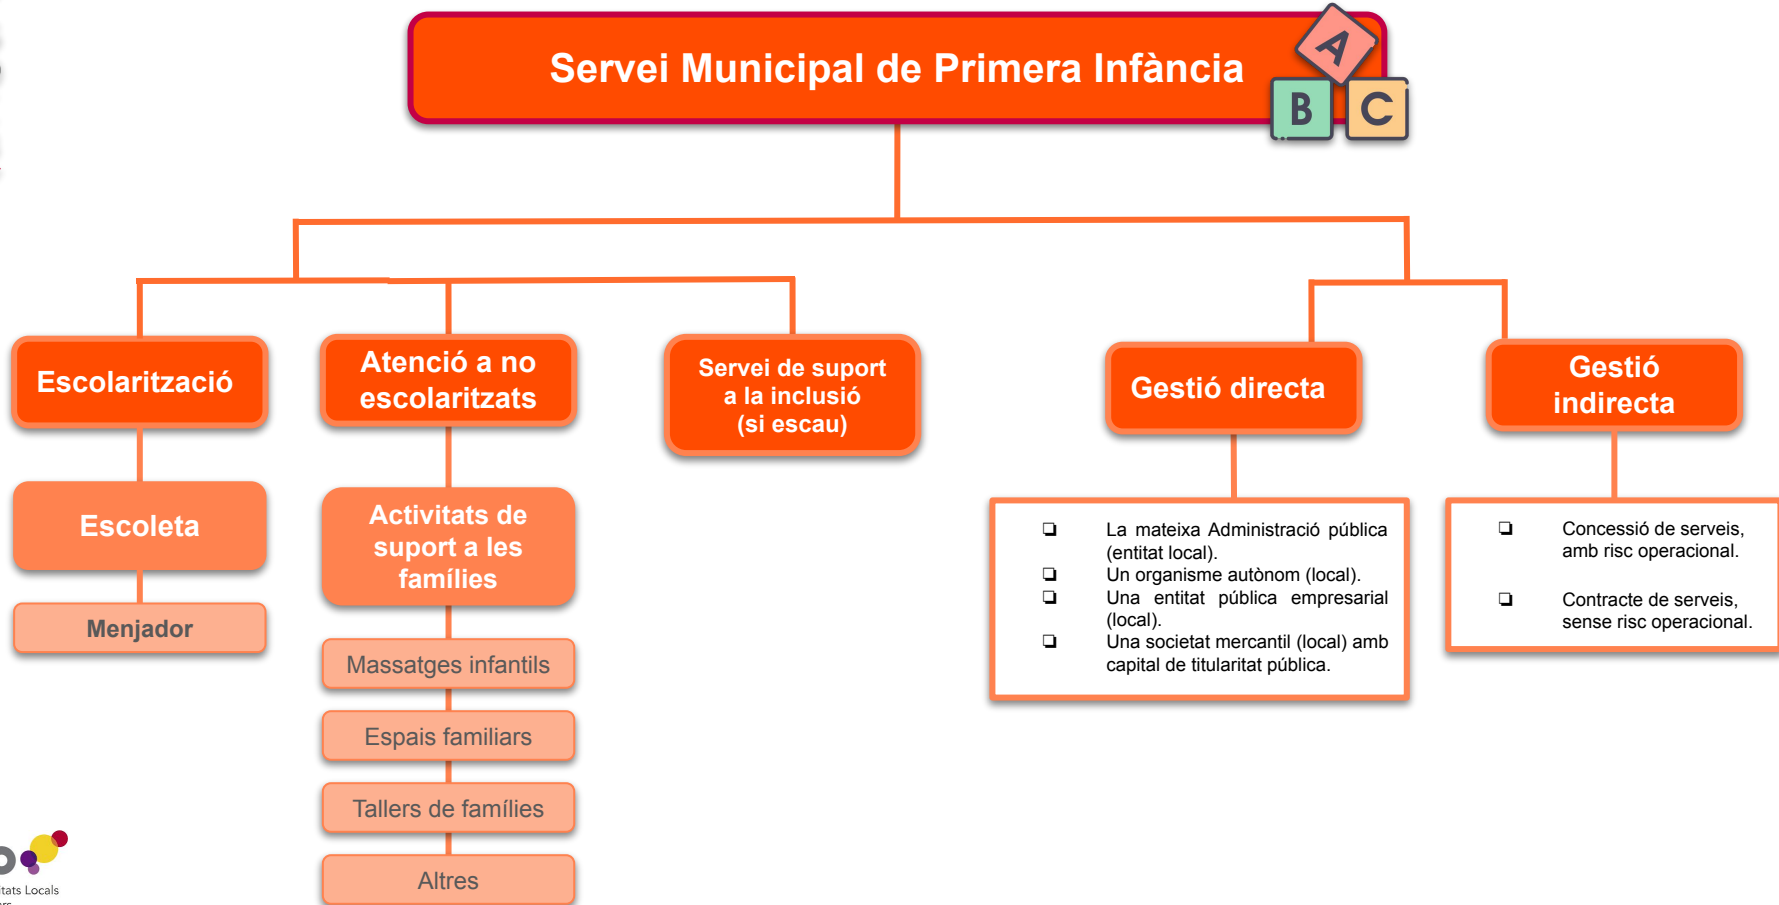 Servei Municipal de Primera Infància
A
B
C
Escolarització
Atenció a no
escolaritzats
Servei de suport
a la inclusió
(si escau)
Gestió directa
Gestió
indirecta
Escoleta
Menjador
Activitats de
suport a les
famílies
Massatges infantils
Espais familiars
Tallers de famílies
Altres
❏ La mateixa Administració pública
(entitat local).
❏ Un organisme autònom (local).
❏ Una entitat pública empresarial
(local).
❏ Una societat mercantil (local) amb
capital de titularitat pública.
❏ Concessió de serveis,
amb risc operacional.
❏ Contracte de serveis,
sense risc operacional.
Locals